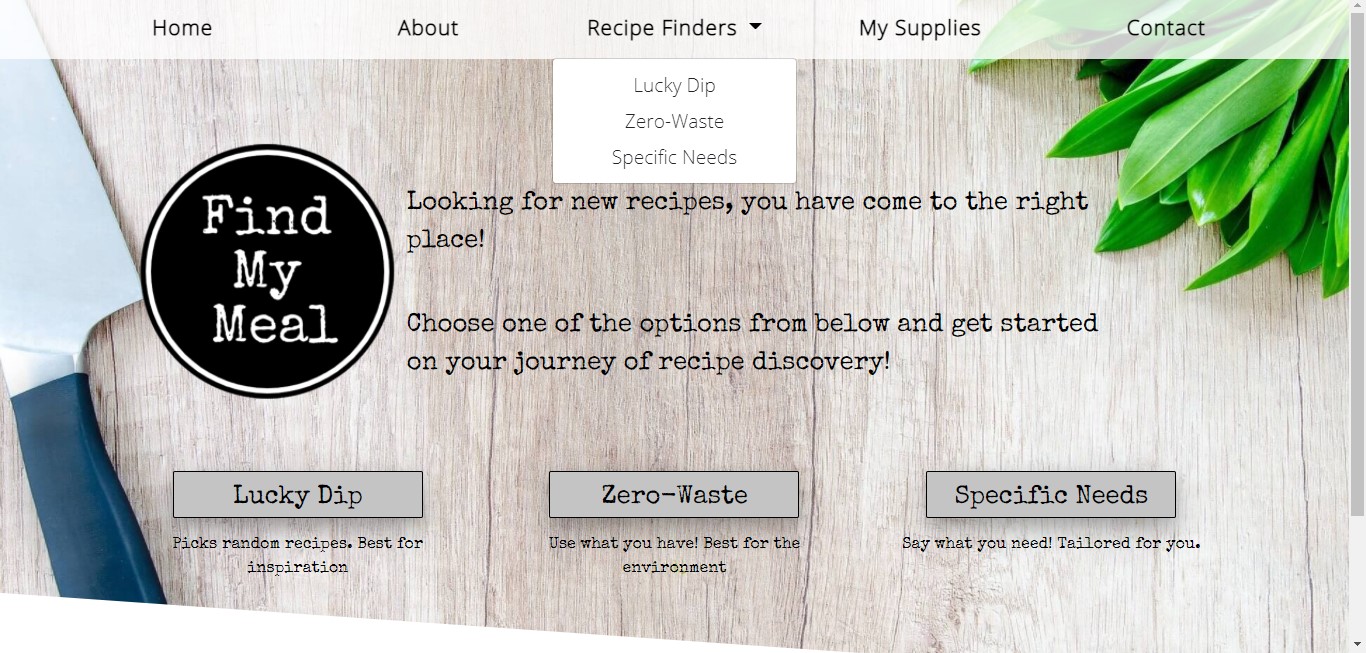 Home About Recipe Finders My Supplies Contact
Lucky Dip
Zero-Waste
Specific Needs
Find
My
Meal
Looking for new recipes, you have come to the right
place!
Choose one of the options from below and get started
on your journey of recipe discovery!
Lucky Dip Zero-Waste Specific Needs
Picks random recipes. Best for
inspiration
Use what you have! Best for the
environment
Say what you need! Tailored for you.